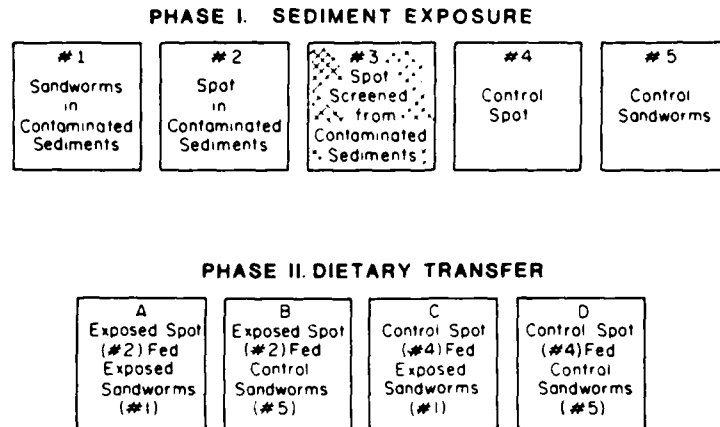 PHASE I. SEDIMENT EXPOSURE
#1
Sandworms
in
Contaminated
Sediments
#2
Spot
in
Contaminated
Sediments
#3
Spot
Screened
from
Contaminated
Sediments
#4
Control
Spot
#5
Control
Sandworms
PHASE II. DIETARY TRANSFER
A
Exposed Spot
(#2) Fed
Exposed
Sandworms
(#1)
B
Exposed Spot
(#2) Fed
Control
Sandworms
(#5)
C
Control Spot
(#4) Fed
Exposed
Sandworms
(#1)
D
Control Spot
(#4) Fed
Control
Sandworms
(#5)